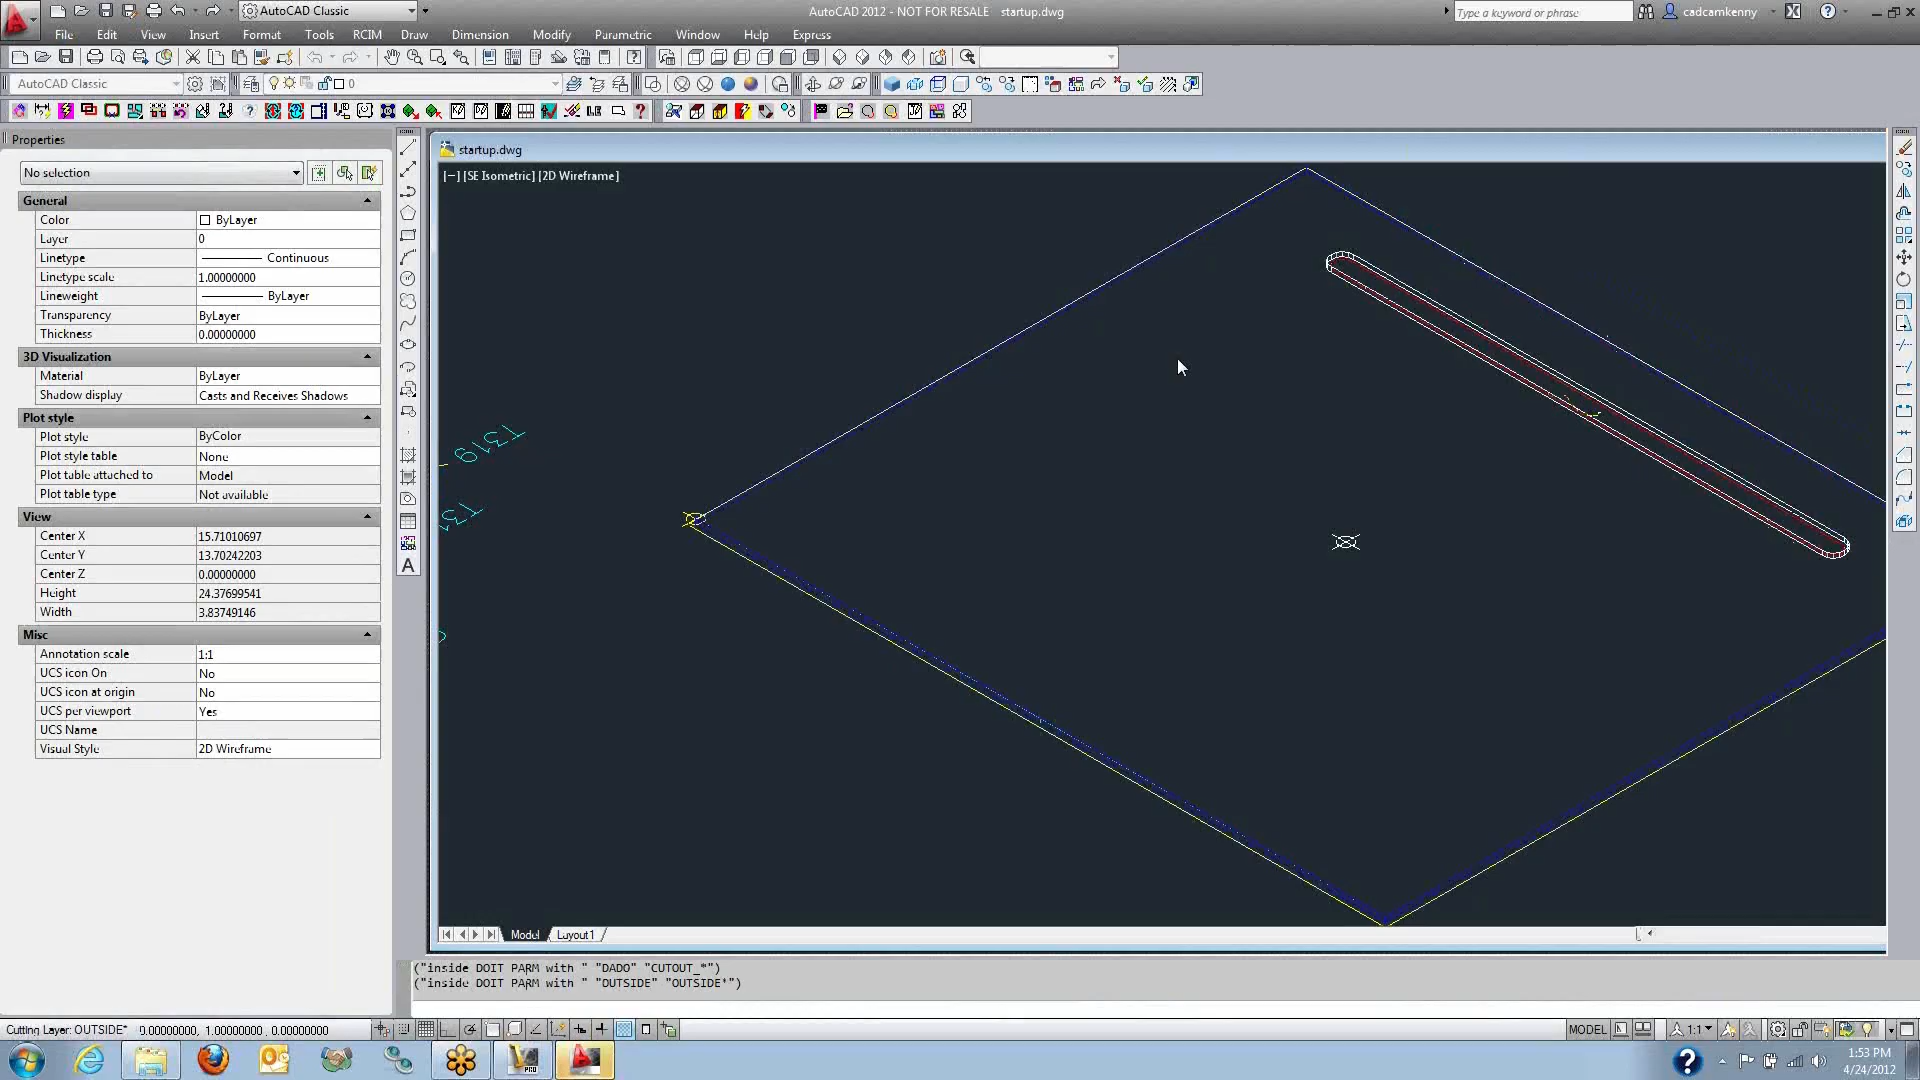 AutoCAD Classic
AutoCAD 2012 - NOT FOR RESALE startup.dwg
Type a keyword or phrase
cadcamkenny
File Edit View Insert Format Tools RCIM Draw Dimension Modify Parametric Window Help Express
AutoCAD Classic
0
Properties
startup.dwg
No selection
[−] [SE Isometric] [2D Wireframe]
General
Color ByLayer
Layer 0
Linetype Continuous
Linetype scale 1.00000000
Lineweight ByLayer
Transparency ByLayer
Thickness 0.00000000
3D Visualization
Material ByLayer
Shadow display Casts and Receives Shadows
Plot style
Plot style ByColor
Plot style table None
Plot table attached to Model
Plot table type Not available
View
Center X 15.71010697
Center Y 13.70242203
Center Z 0.00000000
Height 24.37699541
Width 3.83749146
Misc
Annotation scale 1:1
UCS icon On No
UCS icon at origin No
UCS per viewport Yes
UCS Name
Visual Style 2D Wireframe
T319
T31
Model Layout1
("inside DOIT PARM with " "DADO" "CUTOUT_*")
("inside DOIT PARM with " "OUTSIDE" "OUTSIDE*")
Cutting Layer: OUTSIDE* 0.00000000, 1.00000000 , 0.00000000
MODEL
1:1
1:53 PM
4/24/2012